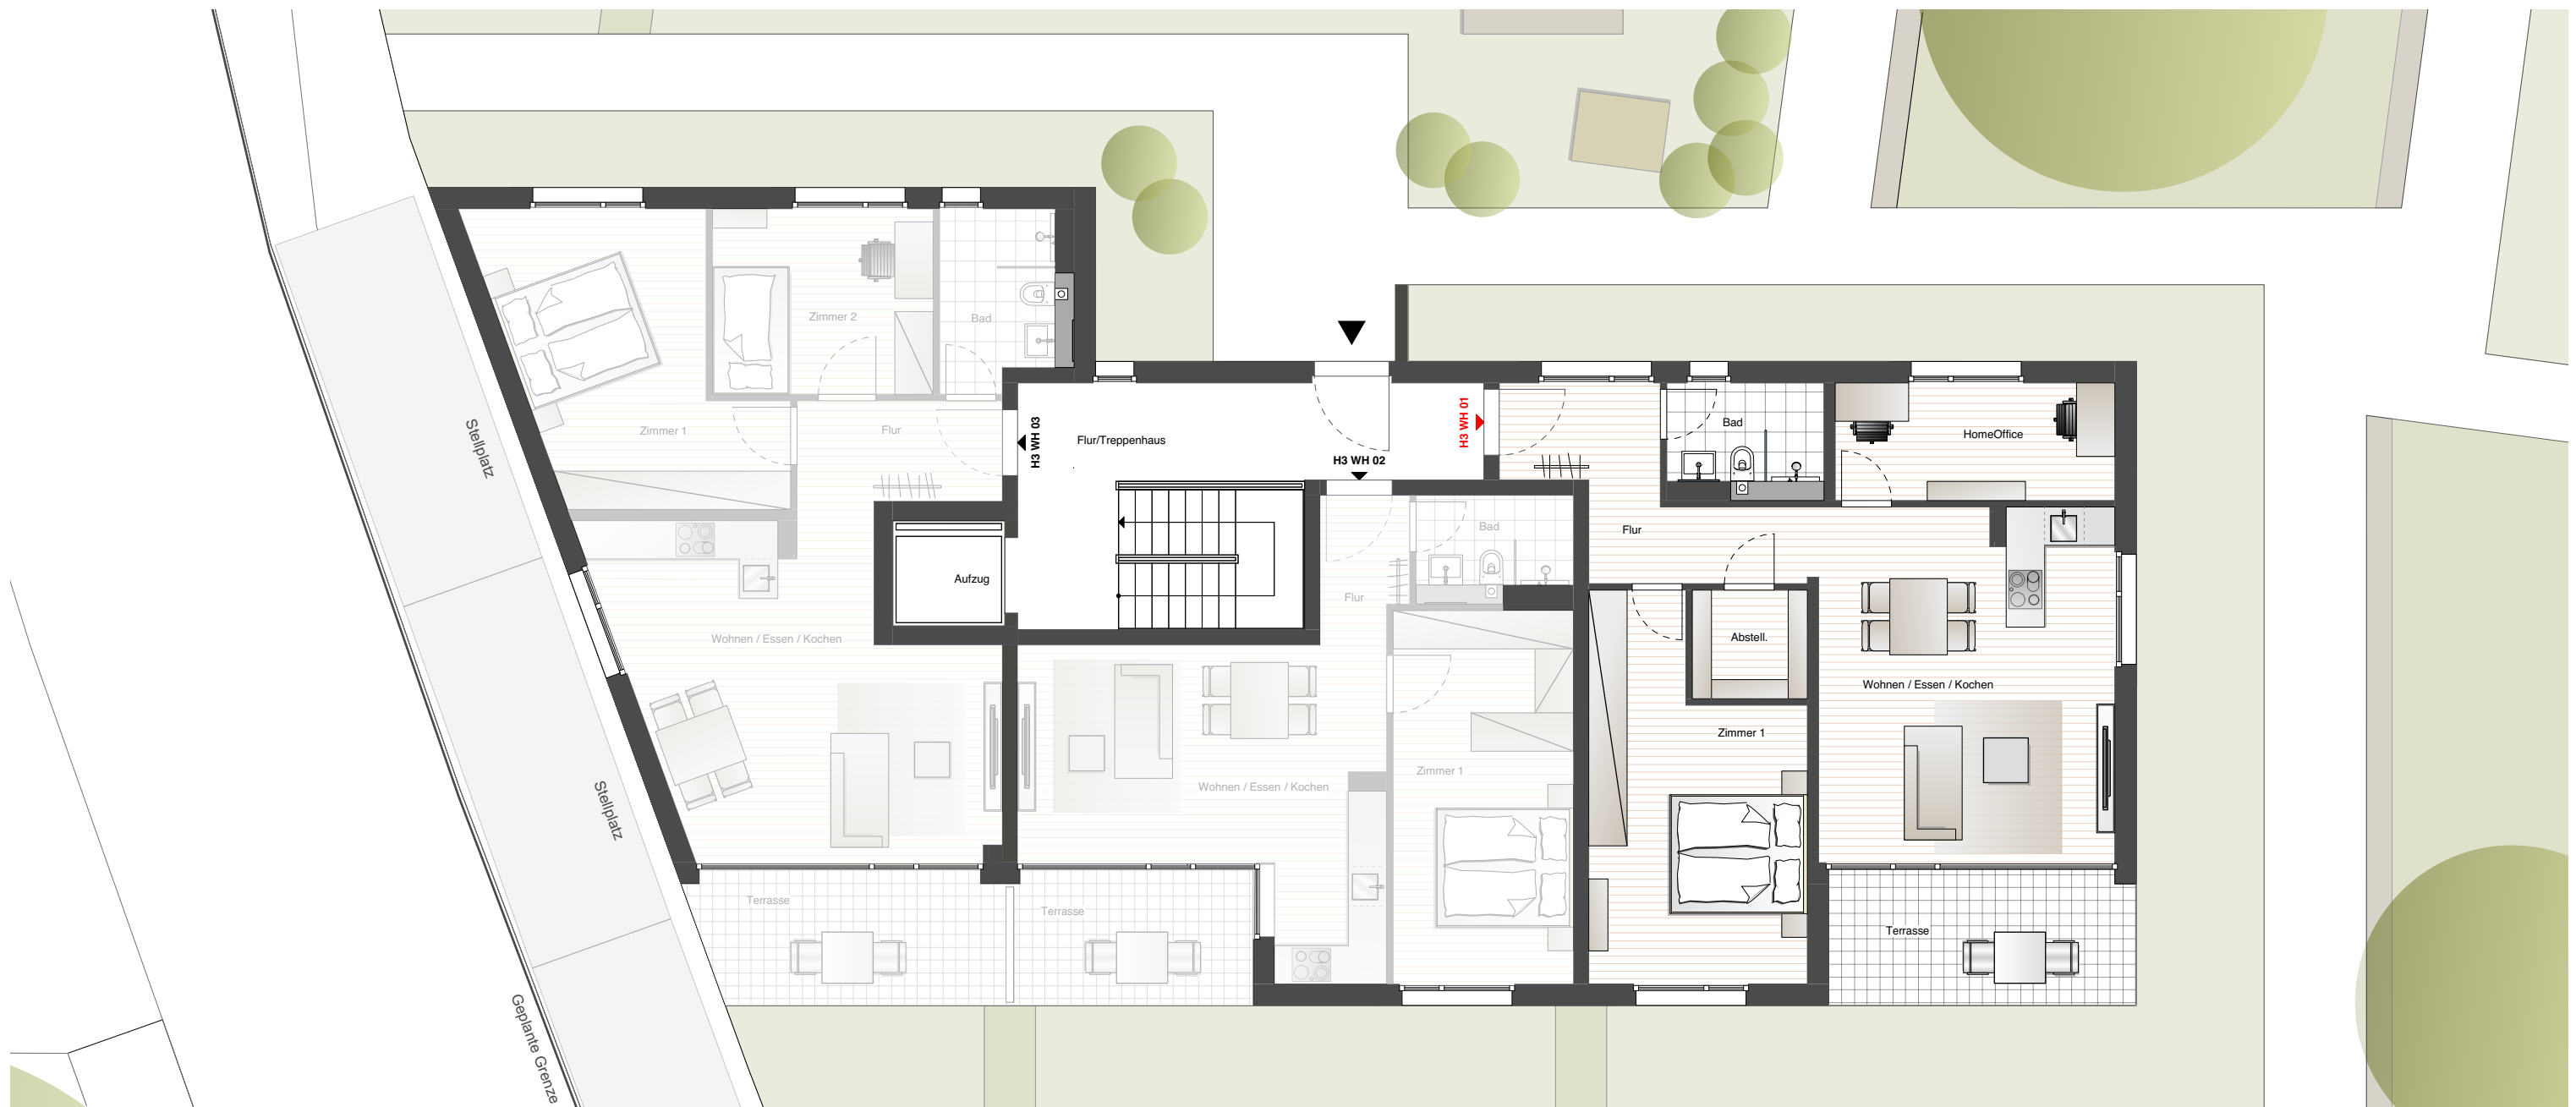 Zimmer 2
Bad
Stellplatz
Zimmer 1
Flur
H3 WH 03
Flur/Treppenhaus
H3 WH 02
H3 WH 01
Bad
HomeOffice
Aufzug
Bad
Flur
Flur
Abstell.
Wohnen / Essen / Kochen
Wohnen / Essen / Kochen
Zimmer 1
Zimmer 1
Wohnen / Essen / Kochen
Stellplatz
Terrasse
Terrasse
Terrasse
Geplante Grenze